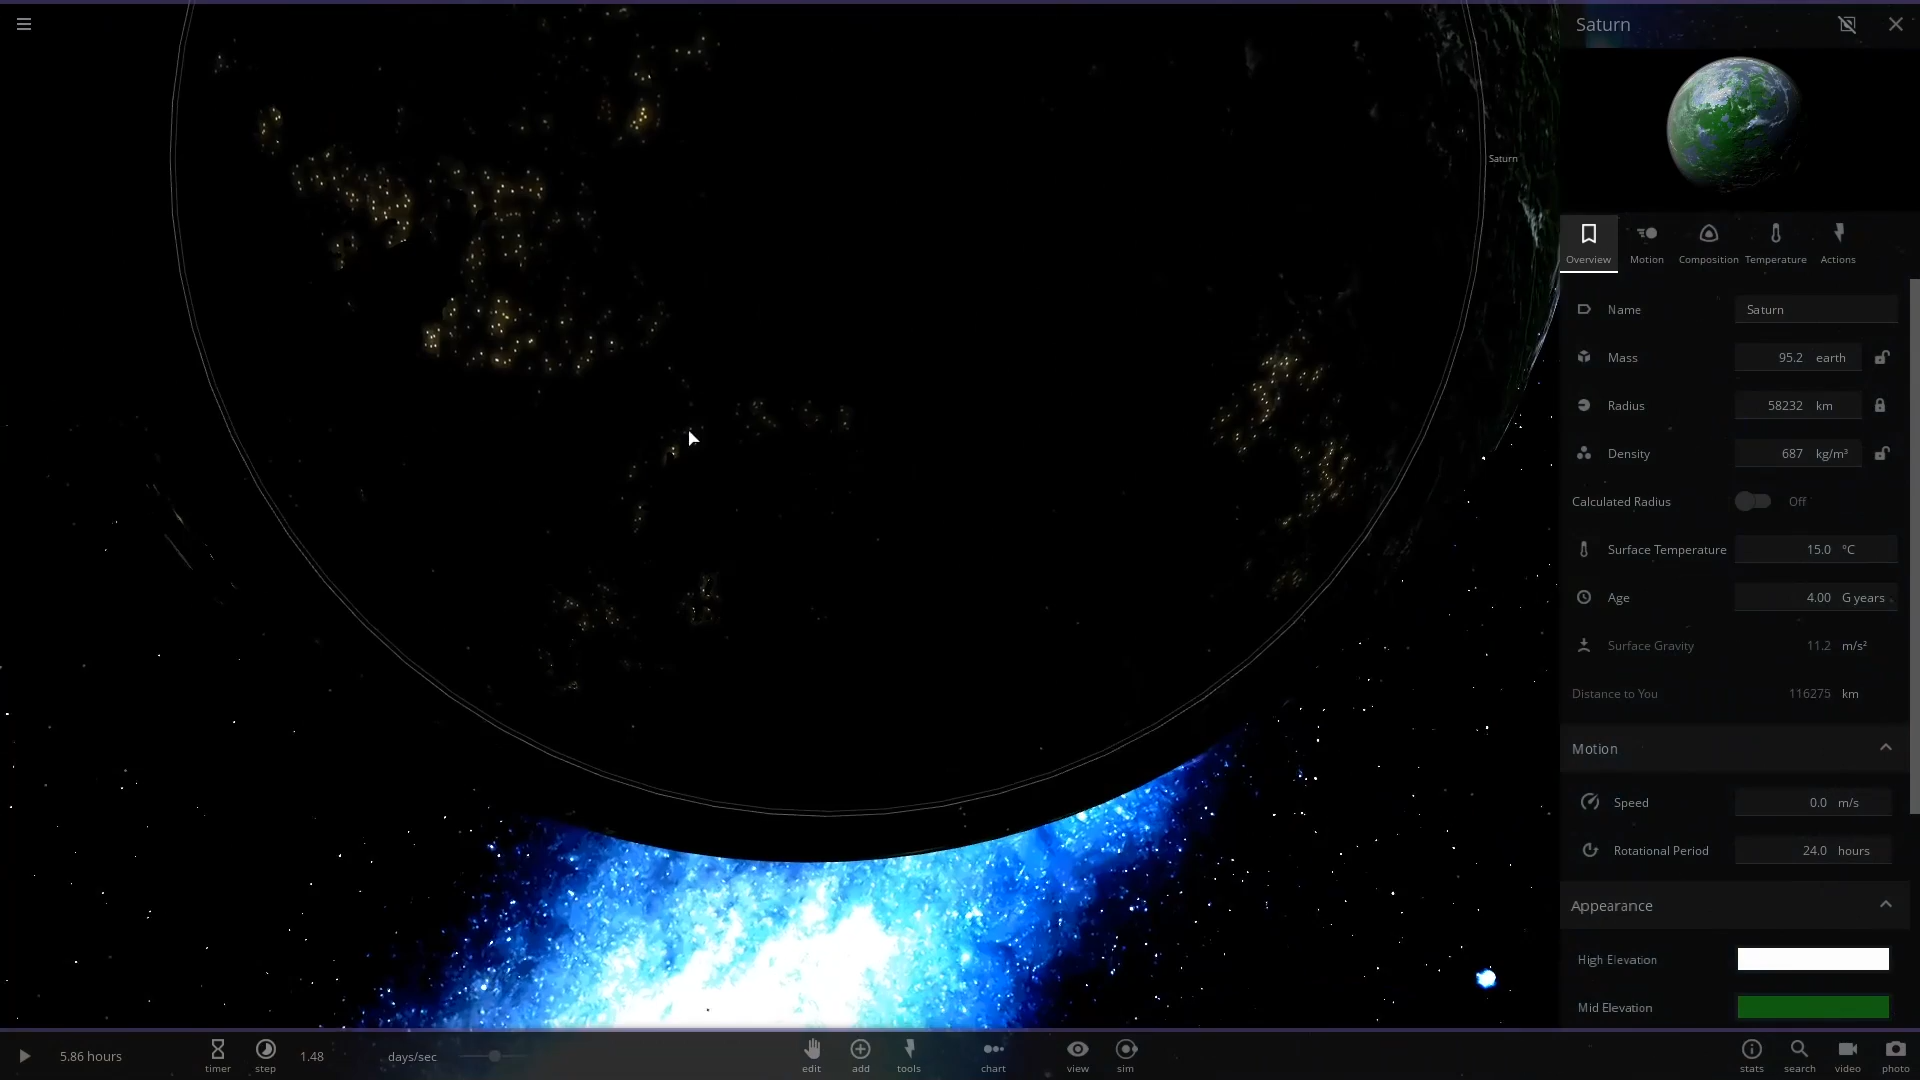 Saturn
Saturn
Overview Motion Composition Temperature Actions
Name Saturn
Mass 95.2 earth
Radius 58232 km
Density 687 kg/m³
Calculated Radius Off
Surface Temperature 15.0 °C
Age 4.00 G years
Surface Gravity 11.2 m/s²
Distance to You 116275 km
Motion
Speed 0.0 m/s
Rotational Period 24.0 hours
Appearance
High Elevation
Mid Elevation
5.86 hours timer step 1.48 days/sec edit add tools chart view sim stats search video photo